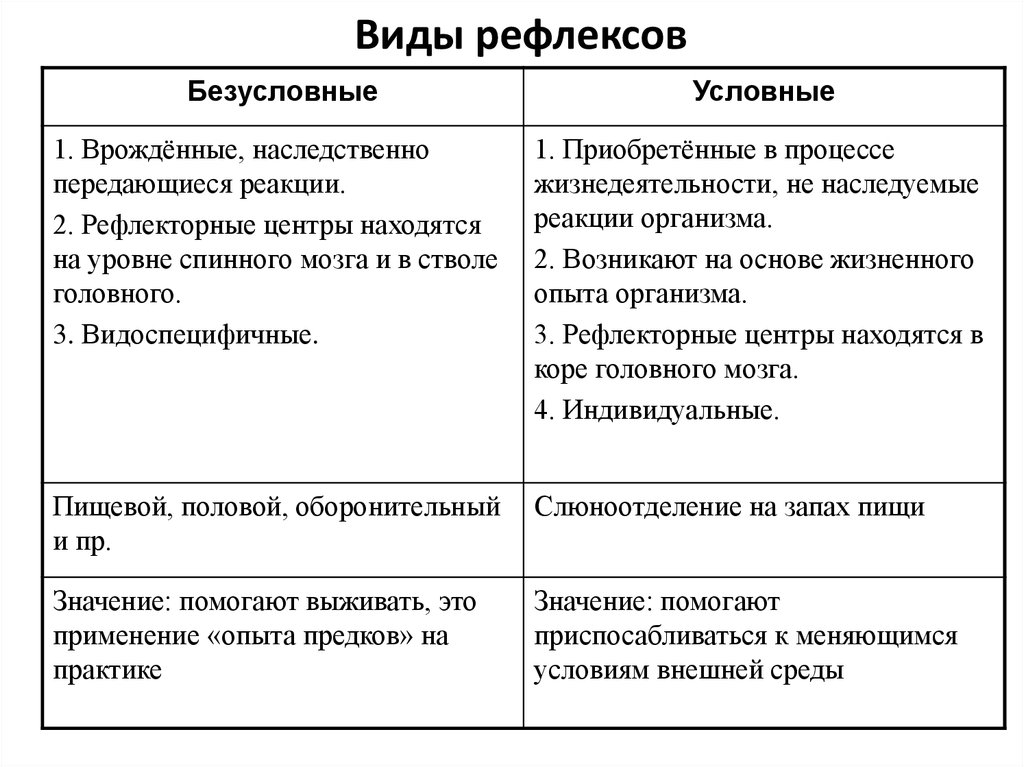 Виды рефлексов
Безусловные
Условные
1. Врождённые, наследственно
передающиеся реакции.
2. Рефлекторные центры находятся
на уровне спинного мозга и в стволе
головного.
3. Видоспецифичные.
1. Приобретённые в процессе
жизнедеятельности, не наследуемые
реакции организма.
2. Возникают на основе жизненного
опыта организма.
3. Рефлекторные центры находятся в
коре головного мозга.
4. Индивидуальные.
Пищевой, половой, оборонительный
и пр.
Слюноотделение на запах пищи
Значение: помогают выживать, это
применение «опыта предков» на
практике
Значение: помогают
приспосабливаться к меняющимся
условиям внешней среды